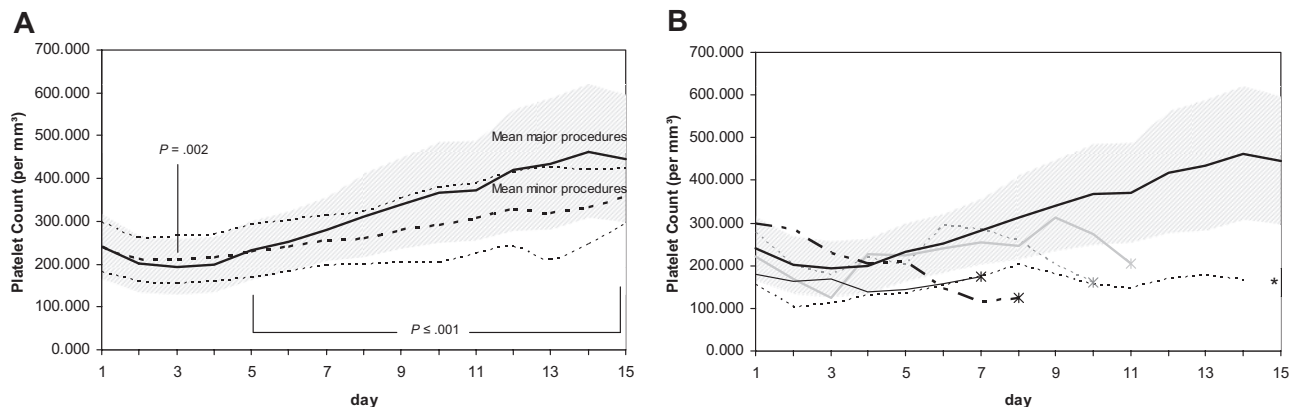 A
Platelet Count (per mm³)
700.000
600.000
500.000
400.000
300.000
200.000
100.000
0.000
P = .002
Mean major procedures
Mean minor procedures
P ≤ .001
1 3 5 7 9 11 13 15
day
B
Platelet Count (per mm³)
700.000
600.000
500.000
400.000
300.000
200.000
100.000
0.000
*
1 3 5 7 9 11 13 15
day